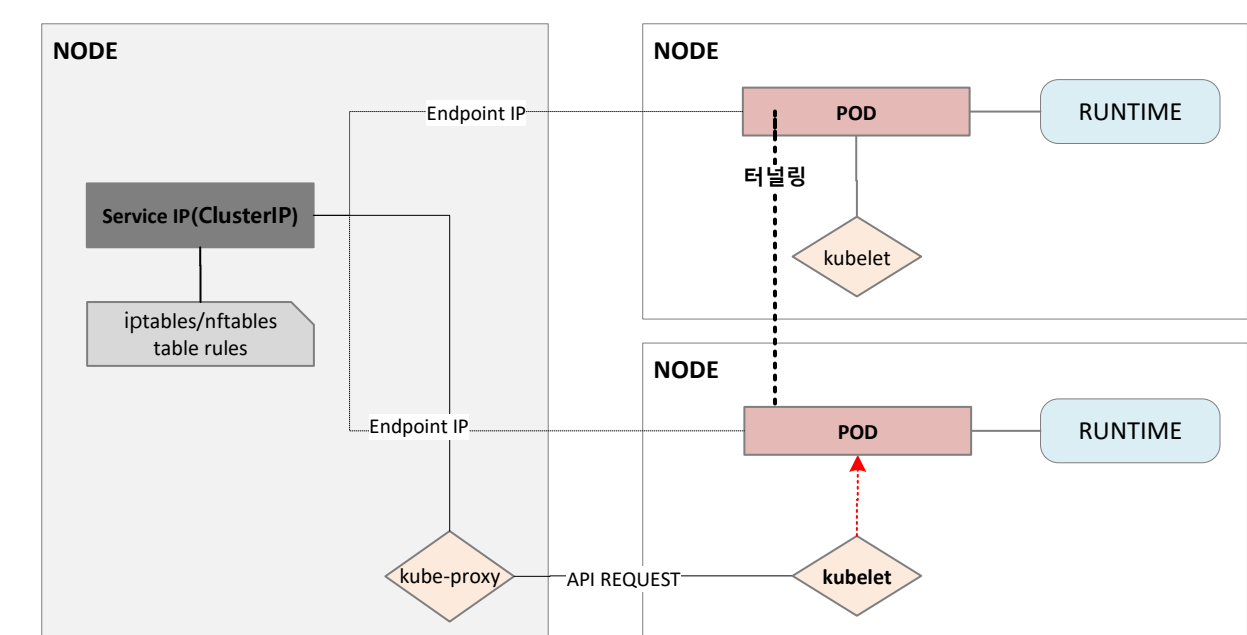 NODE
Endpoint IP
Service IP(ClusterIP)
iptables/nftables
table rules
Endpoint IP
kube-proxy
API REQUEST
NODE
POD
RUNTIME
터널링
kubelet
NODE
POD
RUNTIME
kubelet